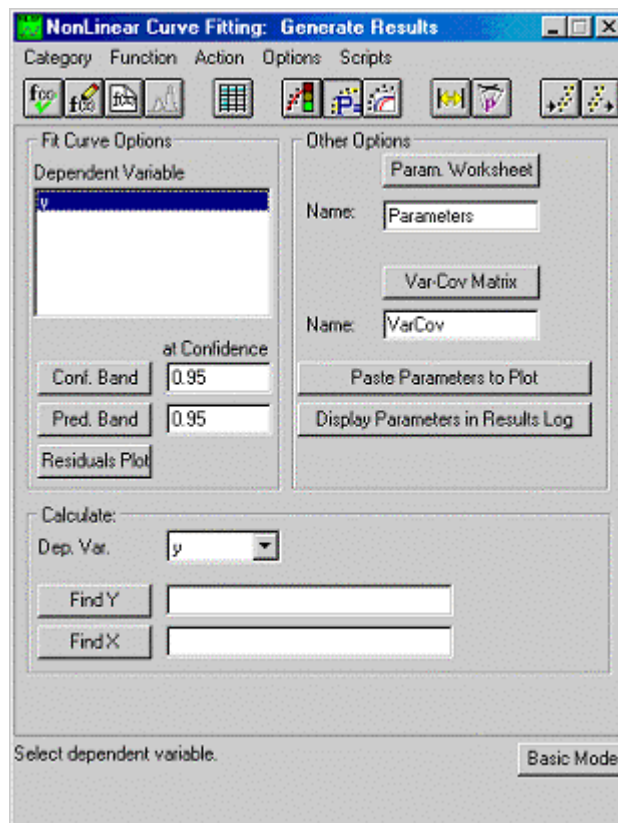 NonLinear Curve Fitting: Generate Results
Category Function Action Options Scripts
Fit Curve Options
Dependent Variable
y
at Confidence
Conf. Band 0.95
Pred. Band 0.95
Residuals Plot
Other Options
Param. Worksheet
Name: Parameters
Var-Cov Matrix
Name: VarCov
Paste Parameters to Plot
Display Parameters in Results Log
Calculate:
Dep. Var. y
Find Y
Find X
Select dependent variable.
Basic Mode